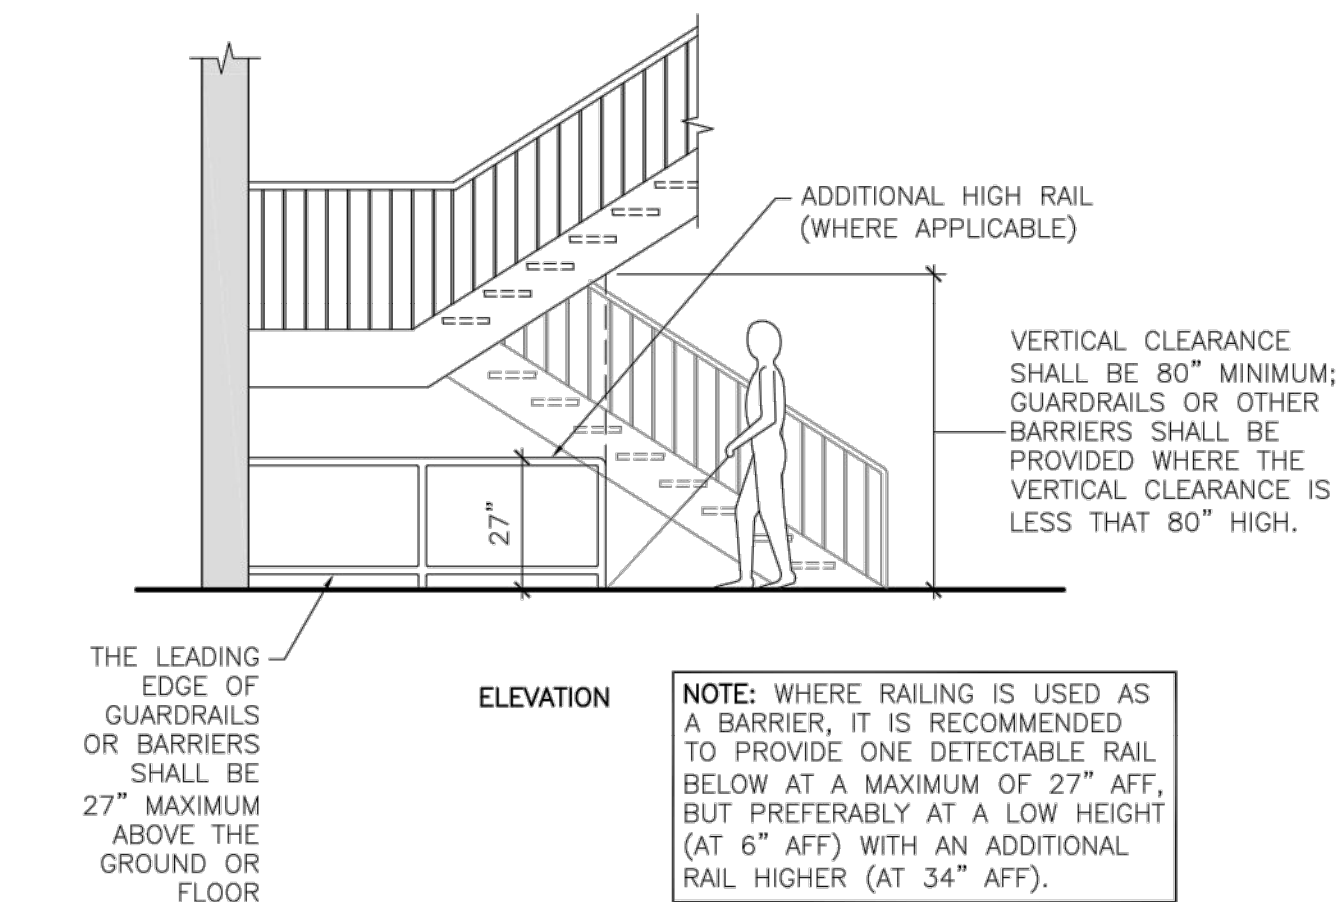 ADDITIONAL HIGH RAIL
(WHERE APPLICABLE)
VERTICAL CLEARANCE
SHALL BE 80” MINIMUM;
GUARDRAILS OR OTHER
BARRIERS SHALL BE
PROVIDED WHERE THE
VERTICAL CLEARANCE IS
LESS THAT 80” HIGH.
27”
THE LEADING
EDGE OF
GUARDRAILS
OR BARRIERS
SHALL BE
27” MAXIMUM
ABOVE THE
GROUND OR
FLOOR
ELEVATION
NOTE: WHERE RAILING IS USED AS
A BARRIER, IT IS RECOMMENDED
TO PROVIDE ONE DETECTABLE RAIL
BELOW AT A MAXIMUM OF 27” AFF,
BUT PREFERABLY AT A LOW HEIGHT
(AT 6” AFF) WITH AN ADDITIONAL
RAIL HIGHER (AT 34” AFF).